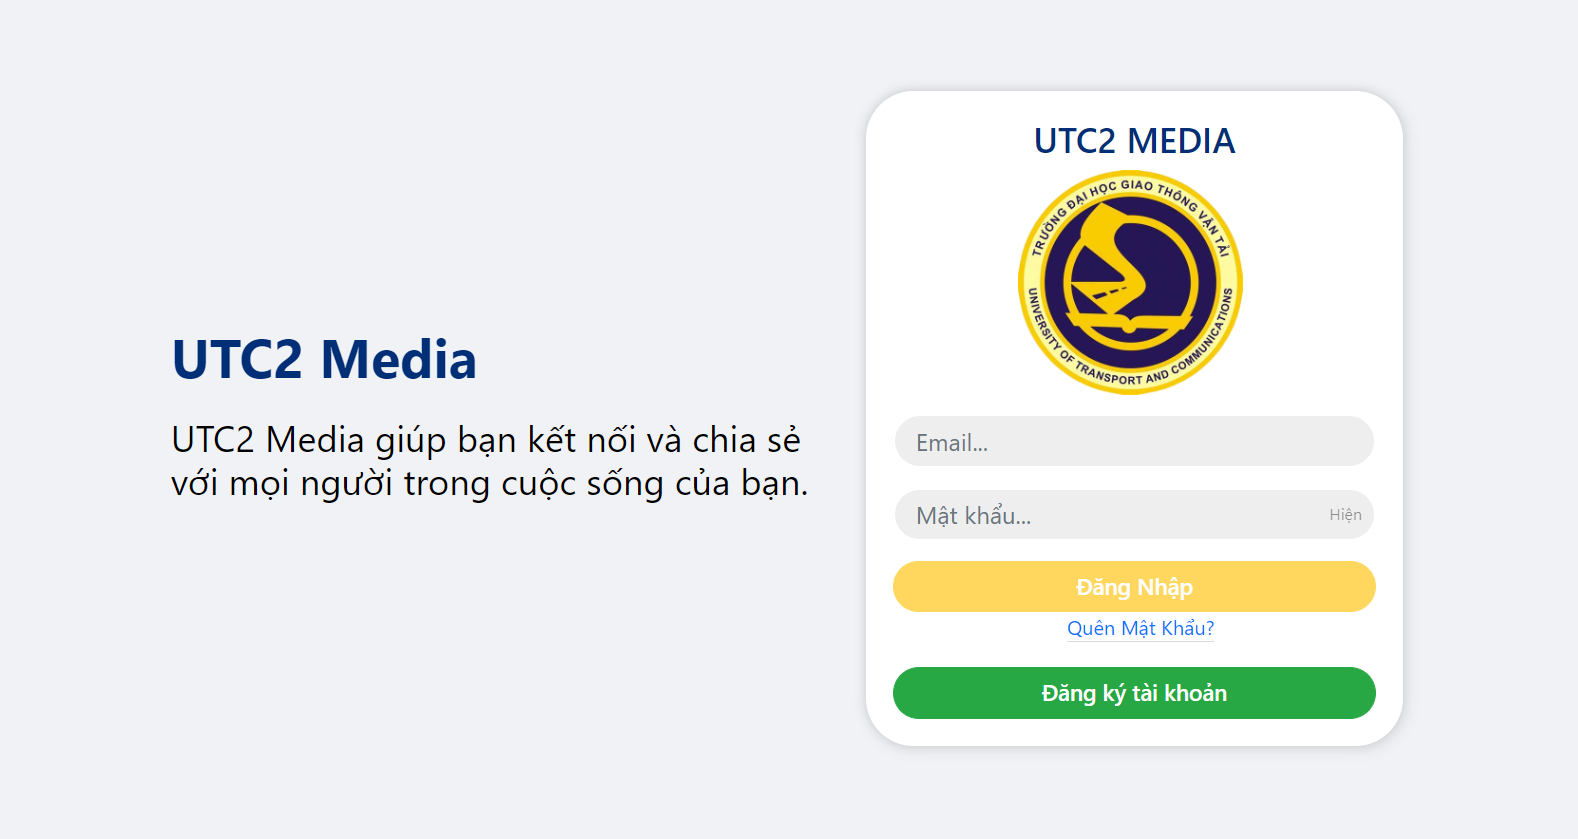 UTC2 Media
UTC2 Media giúp bạn kết nối và chia sẻ
với mọi người trong cuộc sống của bạn.
UTC2 MEDIA
TRƯỜNG ĐẠI HỌC GIAO THÔNG VẬN TẢI
UNIVERSITY OF TRANSPORT AND COMMUNICATIONS
Email...
Mật khẩu...
Hiện
Đăng Nhập
Quên Mật Khẩu?
Đăng ký tài khoản